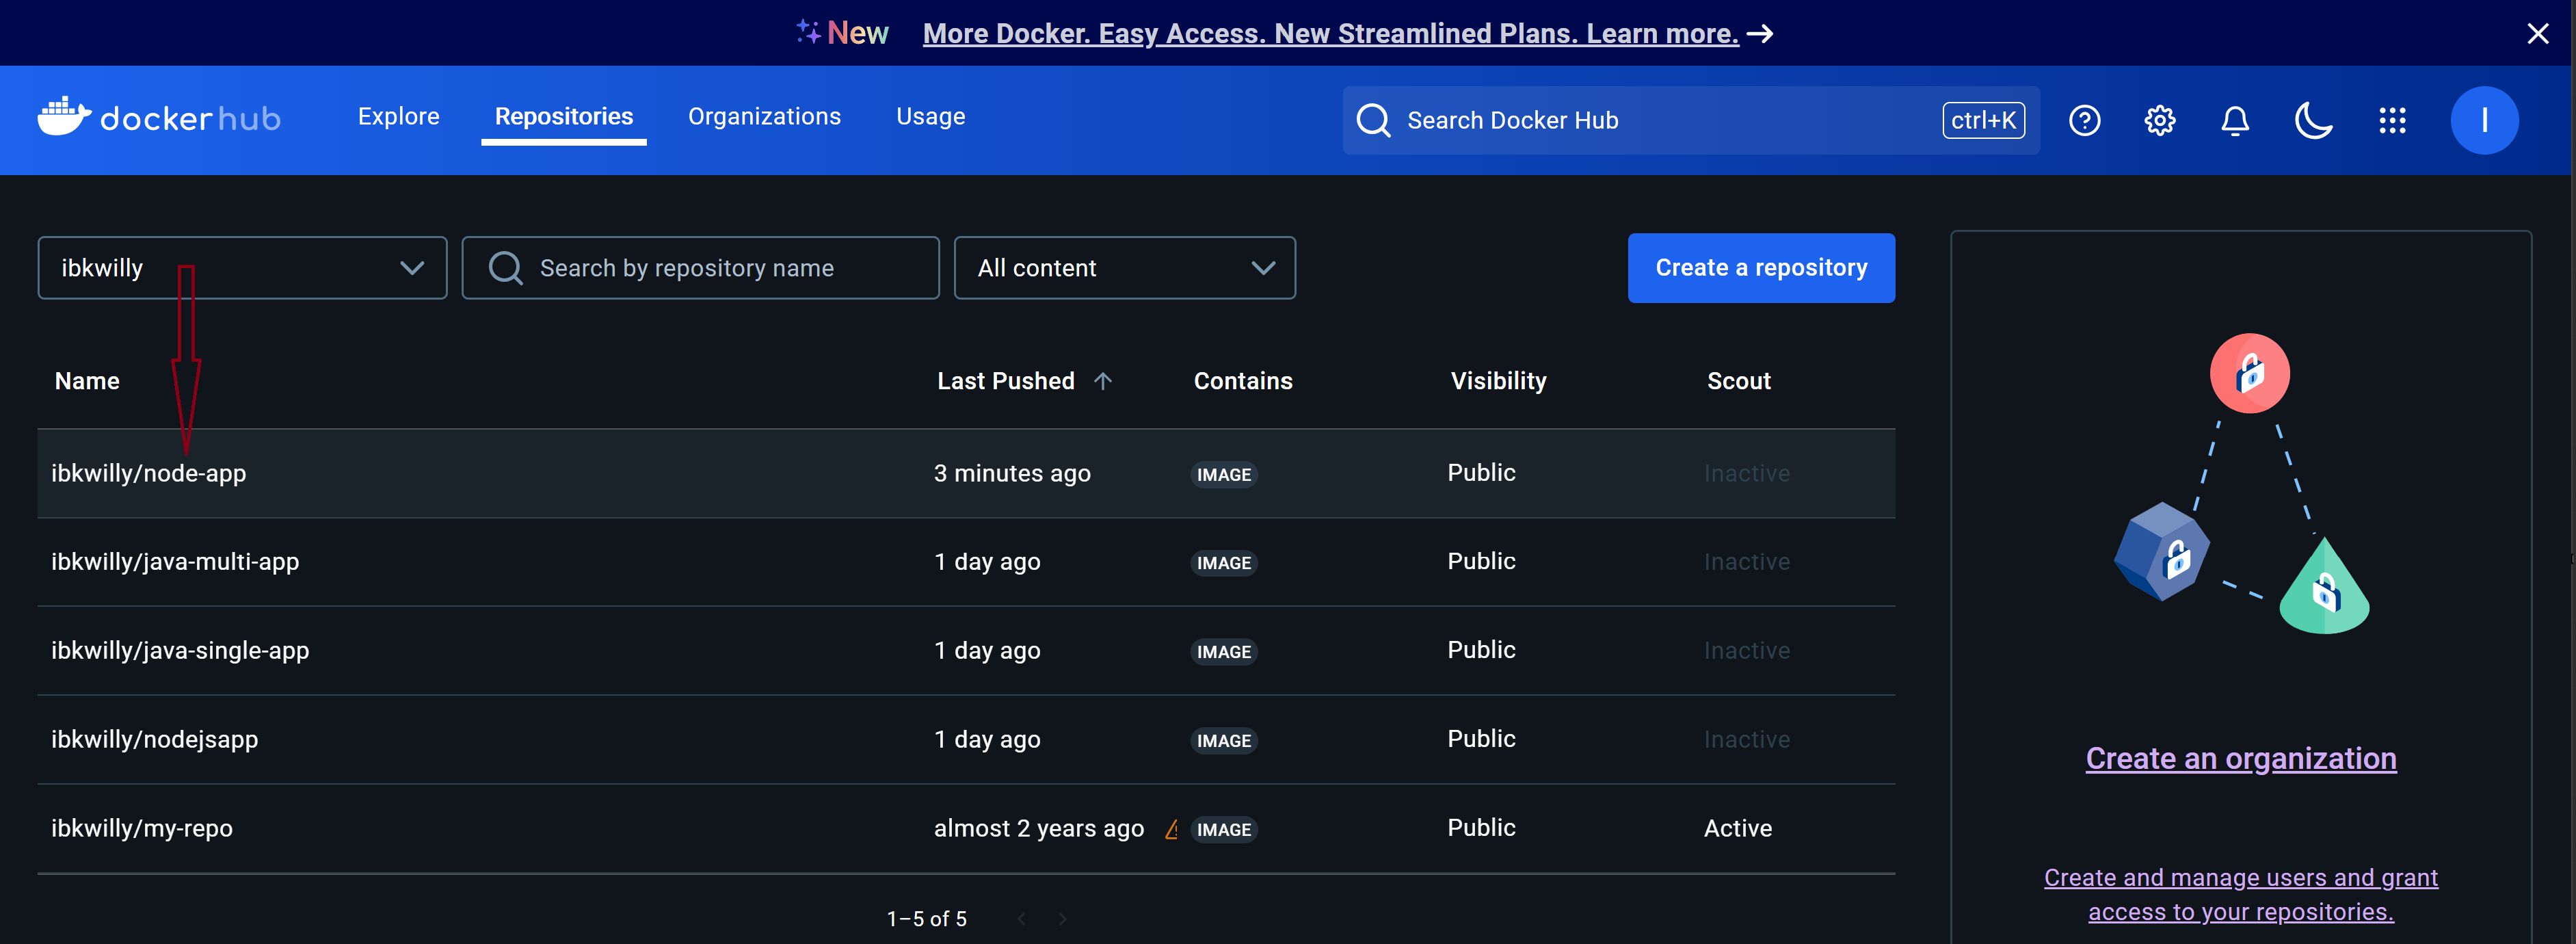 New More Docker. Easy Access. New Streamlined Plans. Learn more.
dockerhub Explore Repositories Organizations Usage Search Docker Hub ctrl+K I
ibkwilly Search by repository name All content Create a repository
Name Last Pushed Contains Visibility Scout
ibkwilly/node-app 3 minutes ago IMAGE Public Inactive
ibkwilly/java-multi-app 1 day ago IMAGE Public Inactive
ibkwilly/java-single-app 1 day ago IMAGE Public Inactive
ibkwilly/nodejsapp 1 day ago IMAGE Public Inactive
ibkwilly/my-repo almost 2 years ago IMAGE Public Active
1–5 of 5
Create an organization
Create and manage users and grant
access to your repositories.